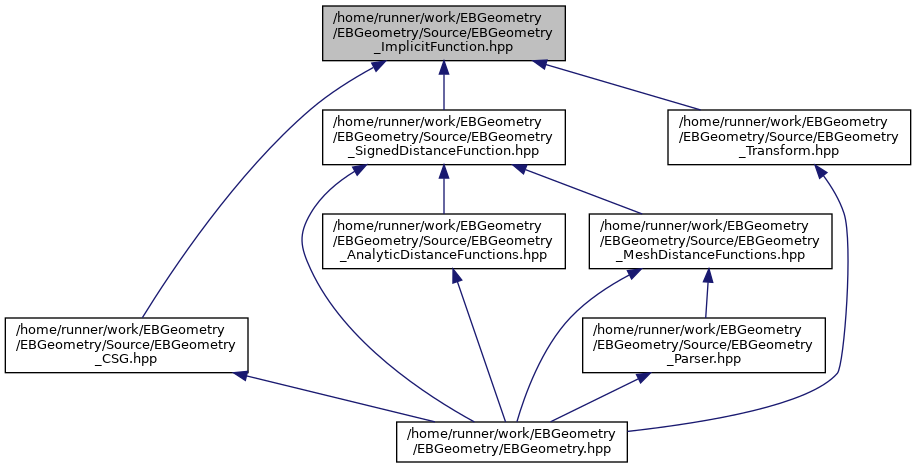 /home/runner/work/EBGeometry
/EBGeometry/Source/EBGeometry
_ImplicitFunction.hpp
/home/runner/work/EBGeometry
/EBGeometry/Source/EBGeometry
_SignedDistanceFunction.hpp
/home/runner/work/EBGeometry
/EBGeometry/Source/EBGeometry
_Transform.hpp
/home/runner/work/EBGeometry
/EBGeometry/Source/EBGeometry
_AnalyticDistanceFunctions.hpp
/home/runner/work/EBGeometry
/EBGeometry/Source/EBGeometry
_MeshDistanceFunctions.hpp
/home/runner/work/EBGeometry
/EBGeometry/Source/EBGeometry
_CSG.hpp
/home/runner/work/EBGeometry
/EBGeometry/Source/EBGeometry
_Parser.hpp
/home/runner/work/EBGeometry
/EBGeometry/EBGeometry.hpp